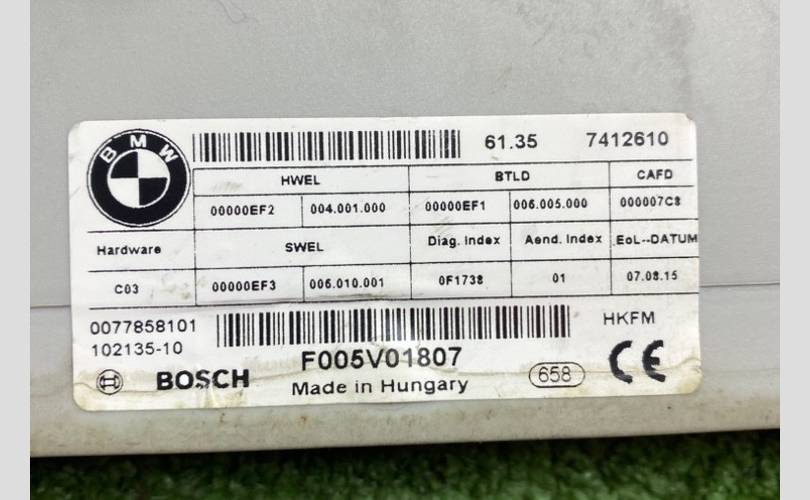 BMW
61.35 7412610
HWEL BTLD CAFD
00000EF2 004.001.000 00000EF1 006.005.000 000007C8
Hardware SWEL Diag. Index Aend. Index EoL--DATUM
C03 00000EF3 006.010.001 0F1738 01 07.08.15
0077858101 HKFM
102135-10
F005V01807
BOSCH Made in Hungary 658 CE